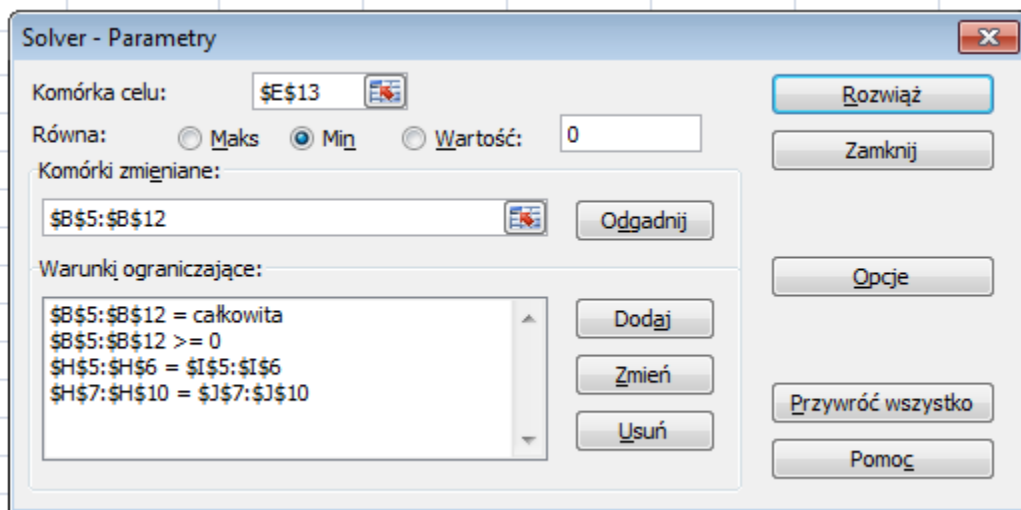 Solver - Parametry
Komórka celu: $E$13
Rozwiąż
Równa: Maks Min Wartość: 0
Zamknij
Komórki zmieniane:
$B$5:$B$12
Odgadnij
Warunki ograniczające:
Opcje
$B$5:$B$12 = całkowita
Dodaj
$B$5:$B$12 >= 0
$H$5:$H$6 = $I$5:$I$6
Zmień
$H$7:$H$10 = $J$7:$J$10
Przywróć wszystko
Usuń
Pomoc